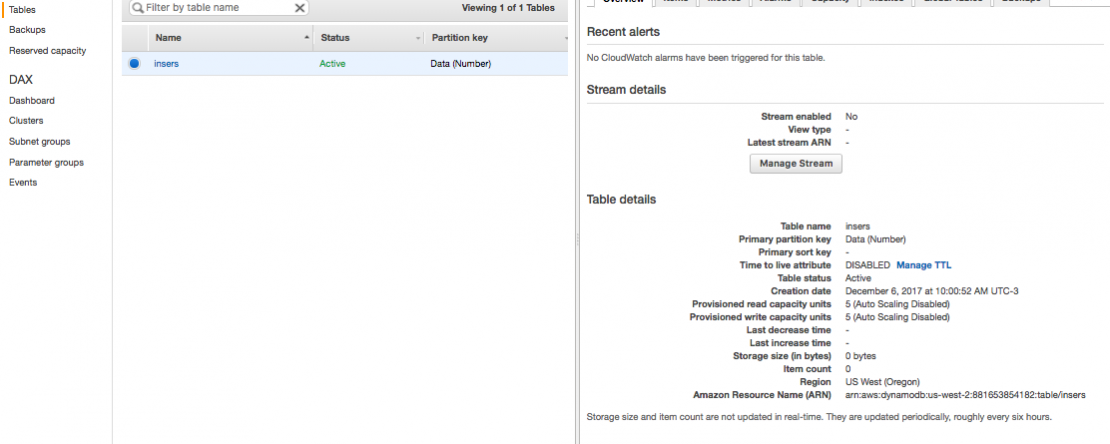 Tables
Backups
Reserved capacity
DAX
Dashboard
Clusters
Subnet groups
Parameter groups
Events
Filter by table name
Viewing 1 of 1 Tables
Name Status Partition key
insers Active Data (Number)
Recent alerts
No CloudWatch alarms have been triggered for this table.
Stream details
Stream enabled No
View type -
Latest stream ARN -
Manage Stream
Table details
Table name insers
Primary partition key Data (Number)
Primary sort key -
Time to live attribute DISABLED Manage TTL
Table status Active
Creation date December 6, 2017 at 10:00:52 AM UTC-3
Provisioned read capacity units 5 (Auto Scaling Disabled)
Provisioned write capacity units 5 (Auto Scaling Disabled)
Last decrease time -
Last increase time -
Storage size (in bytes) 0 bytes
Item count 0
Region US West (Oregon)
Amazon Resource Name (ARN) arn:aws:dynamodb:us-west-2:881653854182:table/insers
Storage size and item count are not updated in real-time. They are updated periodically, roughly every six hours.